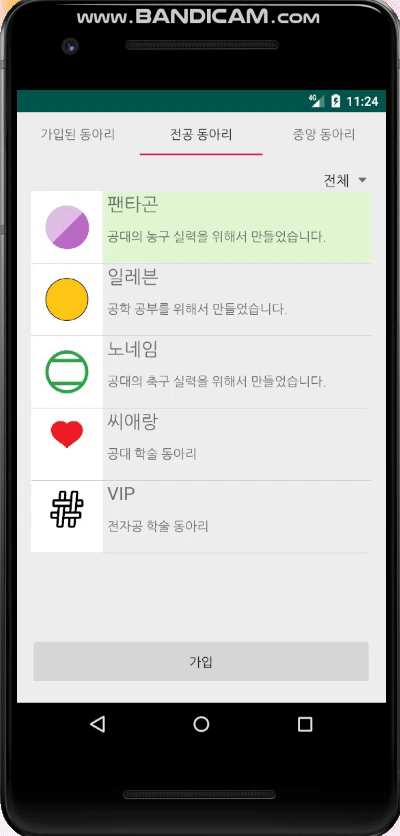 www.BANDICAM.com
4G 11:24
가입된 동아리 전공 동아리 중앙 동아리
전체
팬타곤
공대의 농구 실력을 위해서 만들었습니다.
일레븐
공학 공부를 위해서 만들었습니다.
노네임
공대의 축구 실력을 위해서 만들었습니다.
씨애랑
공대 학술 동아리
VIP
전자공 학술 동아리
가입